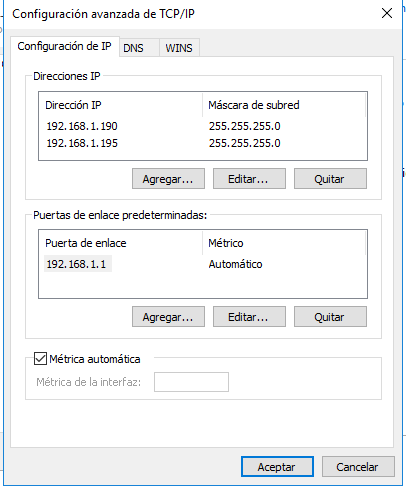 Configuración avanzada de TCP/IP
Configuración de IP DNS WINS
Direcciones IP
Dirección IP Máscara de subred
192.168.1.190 255.255.255.0
192.168.1.195 255.255.255.0
Agregar... Editar... Quitar
Puertas de enlace predeterminadas:
Puerta de enlace Métrico
192.168.1.1 Automático
Agregar... Editar... Quitar
Métrica automática
Métrica de la interfaz:
Aceptar Cancelar